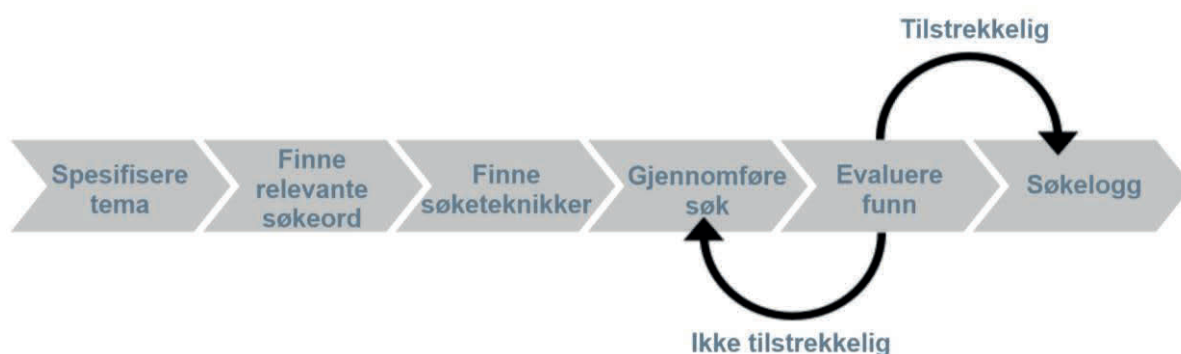 Tilstrekkelig
Spesifisere
tema
Finne
relevante
søkeord
Finne
søketeknikker
Gjennomføre
søk
Evaluere
funn
Søkelogg
Ikke tilstrekkelig